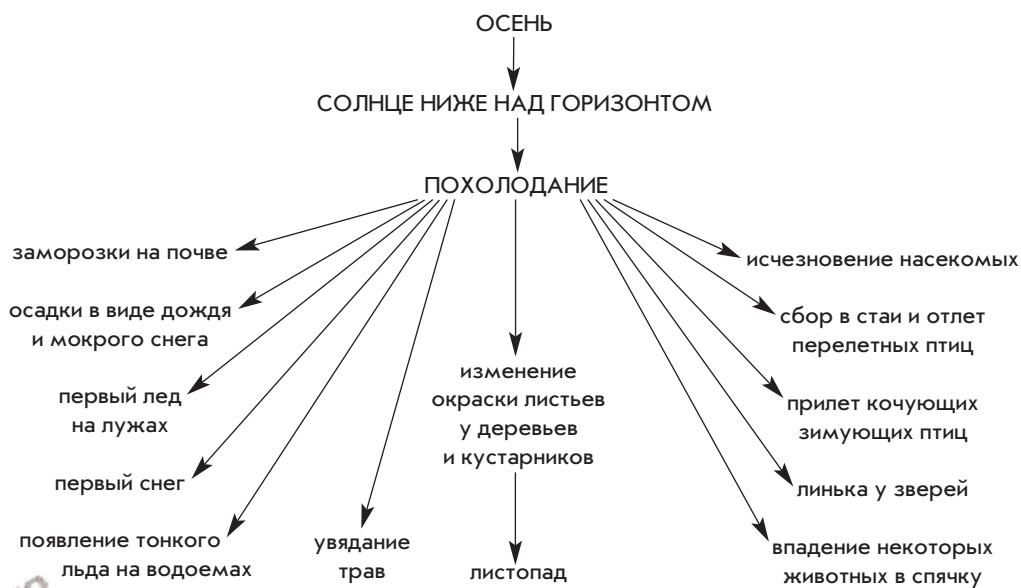 ОСЕНЬ
СОЛНЦЕ НИЖЕ НАД ГОРИЗОНТОМ
ПОХОЛОДАНИЕ
заморозки на почве
осадки в виде дождя
и мокрого снега
первый лед
на лужах
первый снег
появление тонкого
льда на водоемах
увядание
трав
изменение
окраски листьев
у деревьев
и кустарников
листопад
исчезновение насекомых
сбор в стаи и отлет
перелетных птиц
прилет кочующих
зимующих птиц
линька у зверей
впадение некоторых
животных в спячку